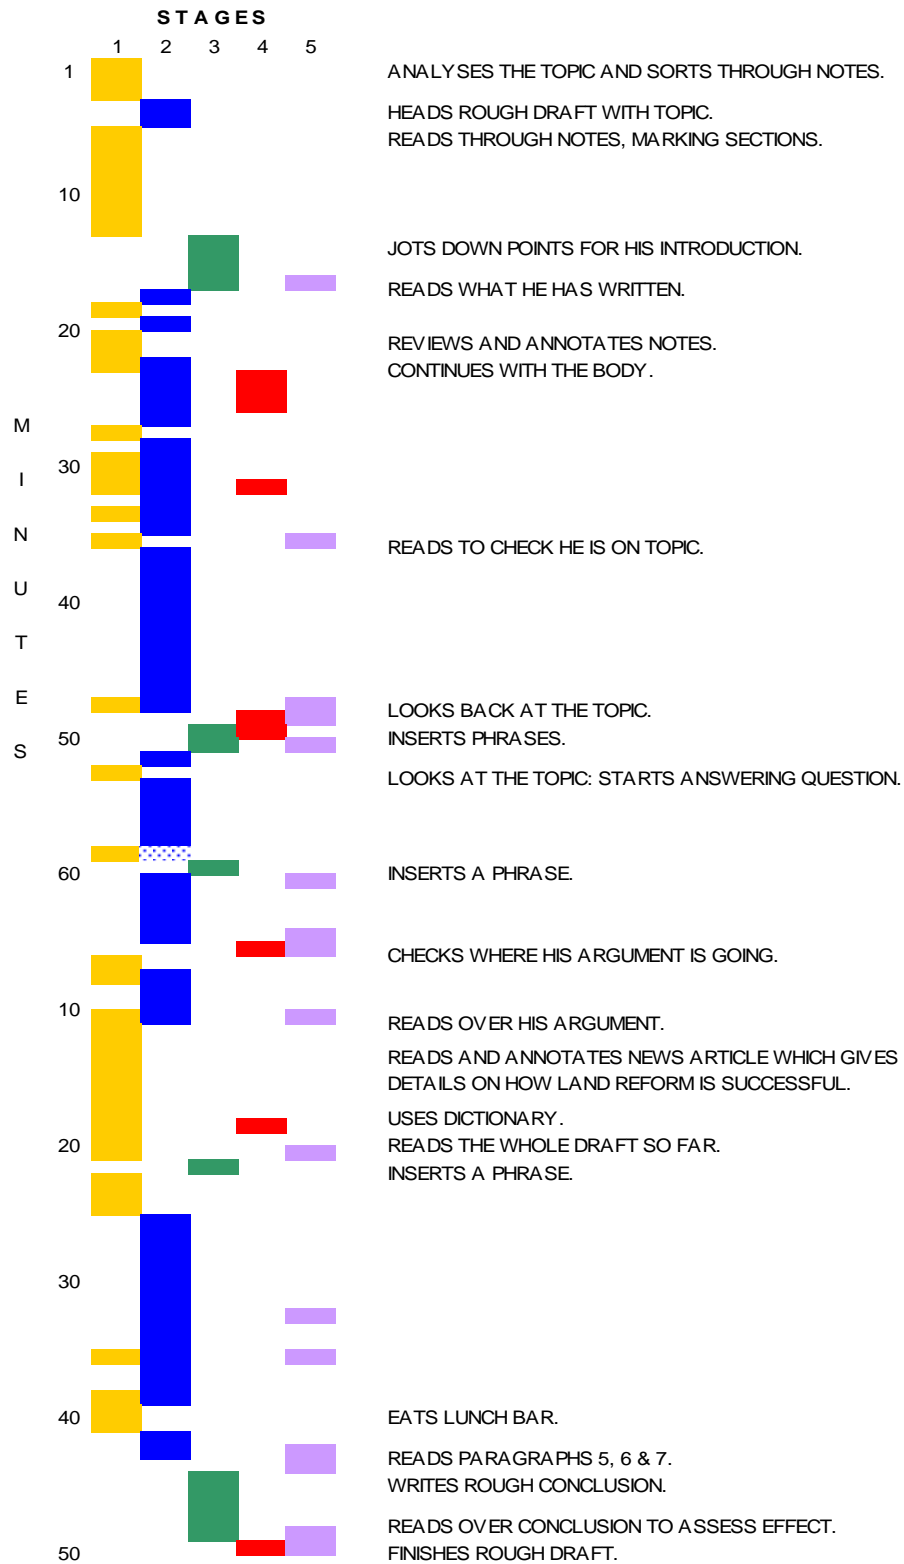 STAGES
1 2 3 4 5
1 ANALYSES THE TOPIC AND SORTS THROUGH NOTES.
HEADS ROUGH DRAFT WITH TOPIC.
READS THROUGH NOTES, MARKING SECTIONS.
10
JOTS DOWN POINTS FOR HIS INTRODUCTION.
READS WHAT HE HAS WRITTEN.
20
REVIEWS AND ANNOTATES NOTES.
CONTINUES WITH THE BODY.
MINUTES
30
READS TO CHECK HE IS ON TOPIC.
40
LOOKS BACK AT THE TOPIC.
50 INSERTS PHRASES.
LOOKS AT THE TOPIC: STARTS ANSWERING QUESTION.
60 INSERTS A PHRASE.
CHECKS WHERE HIS ARGUMENT IS GOING.
10
READS OVER HIS ARGUMENT.
READS AND ANNOTATES NEWS ARTICLE WHICH GIVES
DETAILS ON HOW LAND REFORM IS SUCCESSFUL.
USES DICTIONARY.
20 READS THE WHOLE DRAFT SO FAR.
INSERTS A PHRASE.
30
40 EATS LUNCH BAR.
READS PARAGRAPHS 5, 6 & 7.
WRITES ROUGH CONCLUSION.
READS OVER CONCLUSION TO ASSESS EFFECT.
50 FINISHES ROUGH DRAFT.